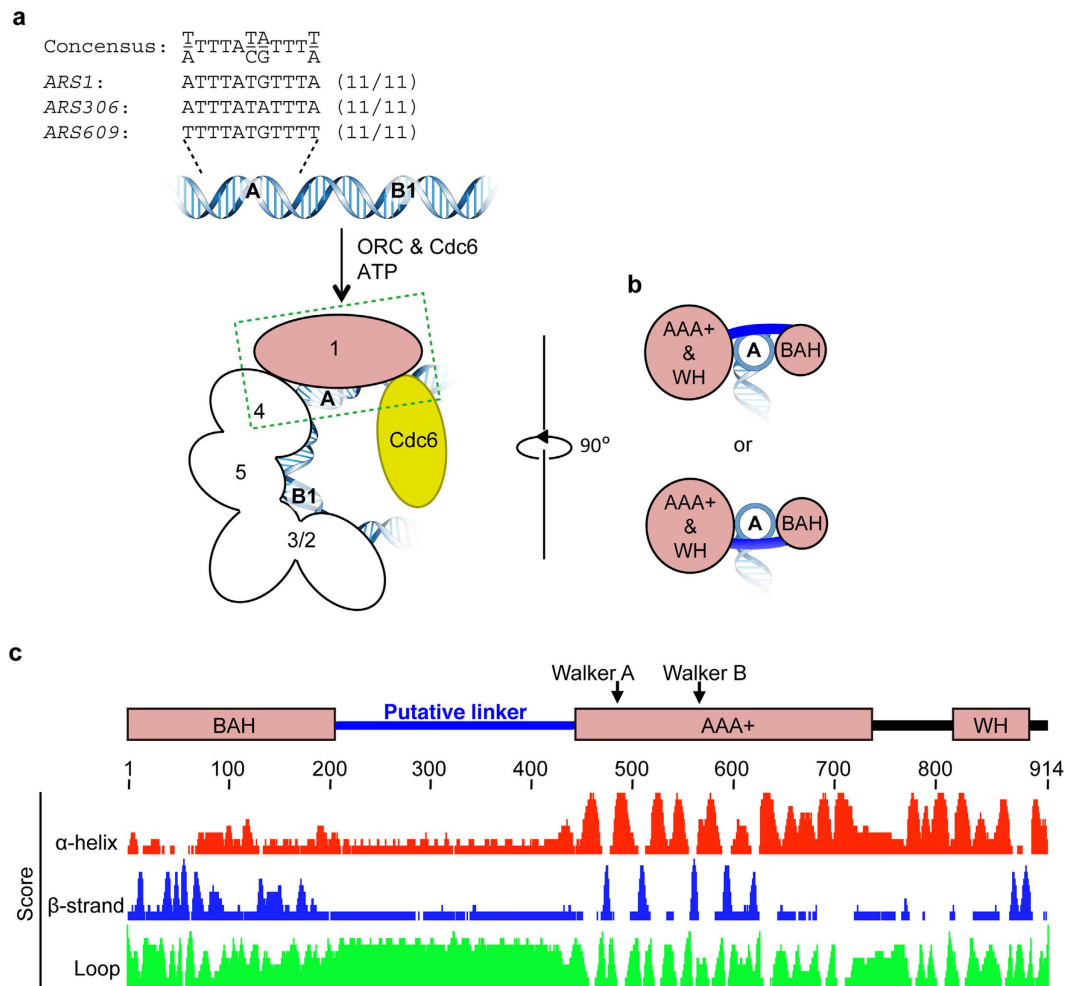 a
Concensus: T/A TTTA T/C A/G TTT T/A
ARS1: ATTTATGTTTA (11/11)
ARS306: ATTTATATTTA (11/11)
ARS609: TTTTATGTTTT (11/11)
A B1
ORC & Cdc6
ATP
1
A
4
Cdc6
5
B1
3/2
90°
b
AAA+
&
WH
A
BAH
or
AAA+
&
WH
A
BAH
c
Walker A Walker B
BAH Putative linker AAA+ WH
1 100 200 300 400 500 600 700 800 914
Score
α-helix
β-strand
Loop